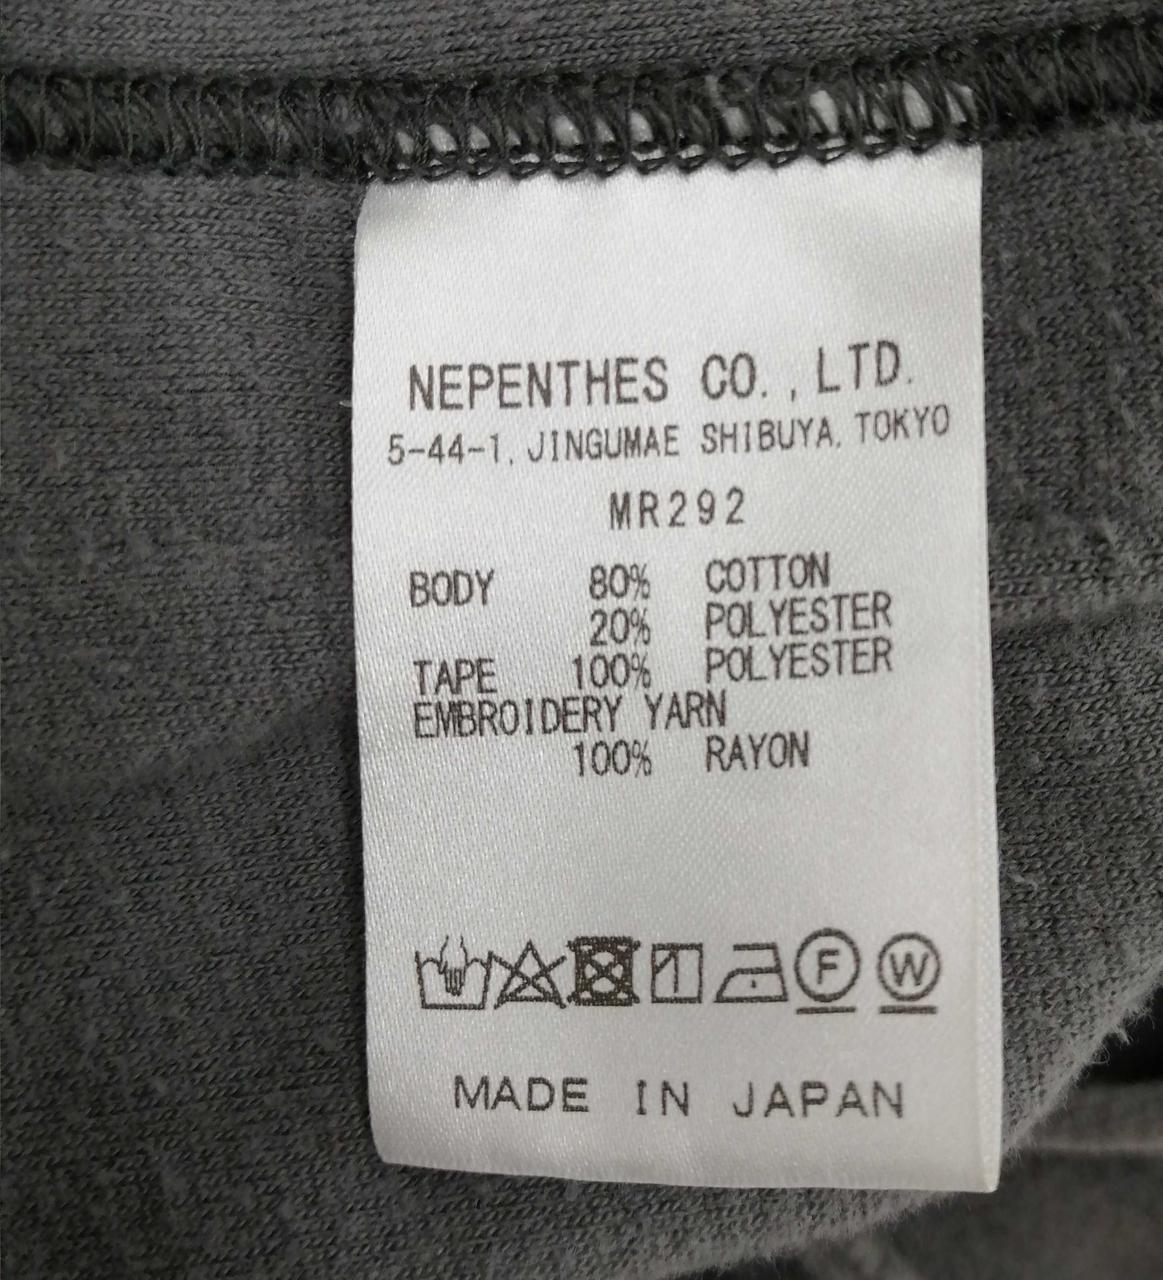 NEPENTHES CO.,LTD.
5-44-1, JINGUMAE SHIBUYA, TOKYO
MR292
BODY 80% COTTON
20% POLYESTER
TAPE 100% POLYESTER
EMBROIDERY YARN
100% RAYON
F W
MADE IN JAPAN